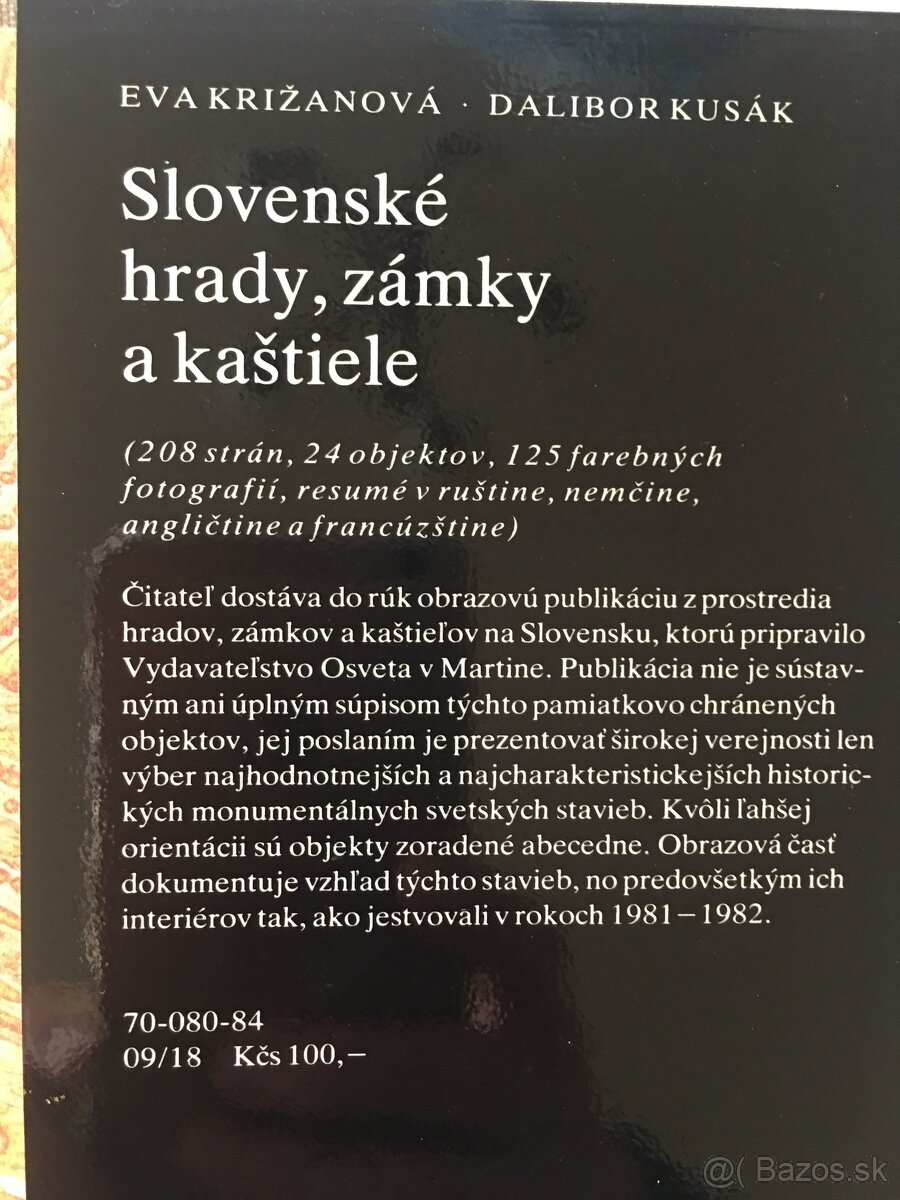 EVA KRIŽANOVÁ · DALIBOR KUSÁK
Slovenské
hrady, zámky
a kaštiele
(208 strán, 24 objektov, 125 farebných
fotografií, resumé v ruštine, nemčine,
angličtine a francúzštine)
Čitateľ dostáva do rúk obrazovú publikáciu z prostredia
hradov, zámkov a kaštieľov na Slovensku, ktorú pripravilo
Vydavateľstvo Osveta v Martine. Publikácia nie je sústav-
ným ani úplným súpisom týchto pamiatkovo chránených
objektov, jej poslaním je prezentovať širokej verejnosti len
výber najhodnotnejších a najcharakteristickejších historic-
kých monumentálnych svetských stavieb. Kvôli ľahšej
orientácii sú objekty zoradené abecedne. Obrazová časť
dokumentuje vzhľad týchto stavieb, no predovšetkým ich
interiérov tak, ako jestvovali v rokoch 1981–1982.
70-080-84
09/18 Kčs 100,–
@( Bazos.sk